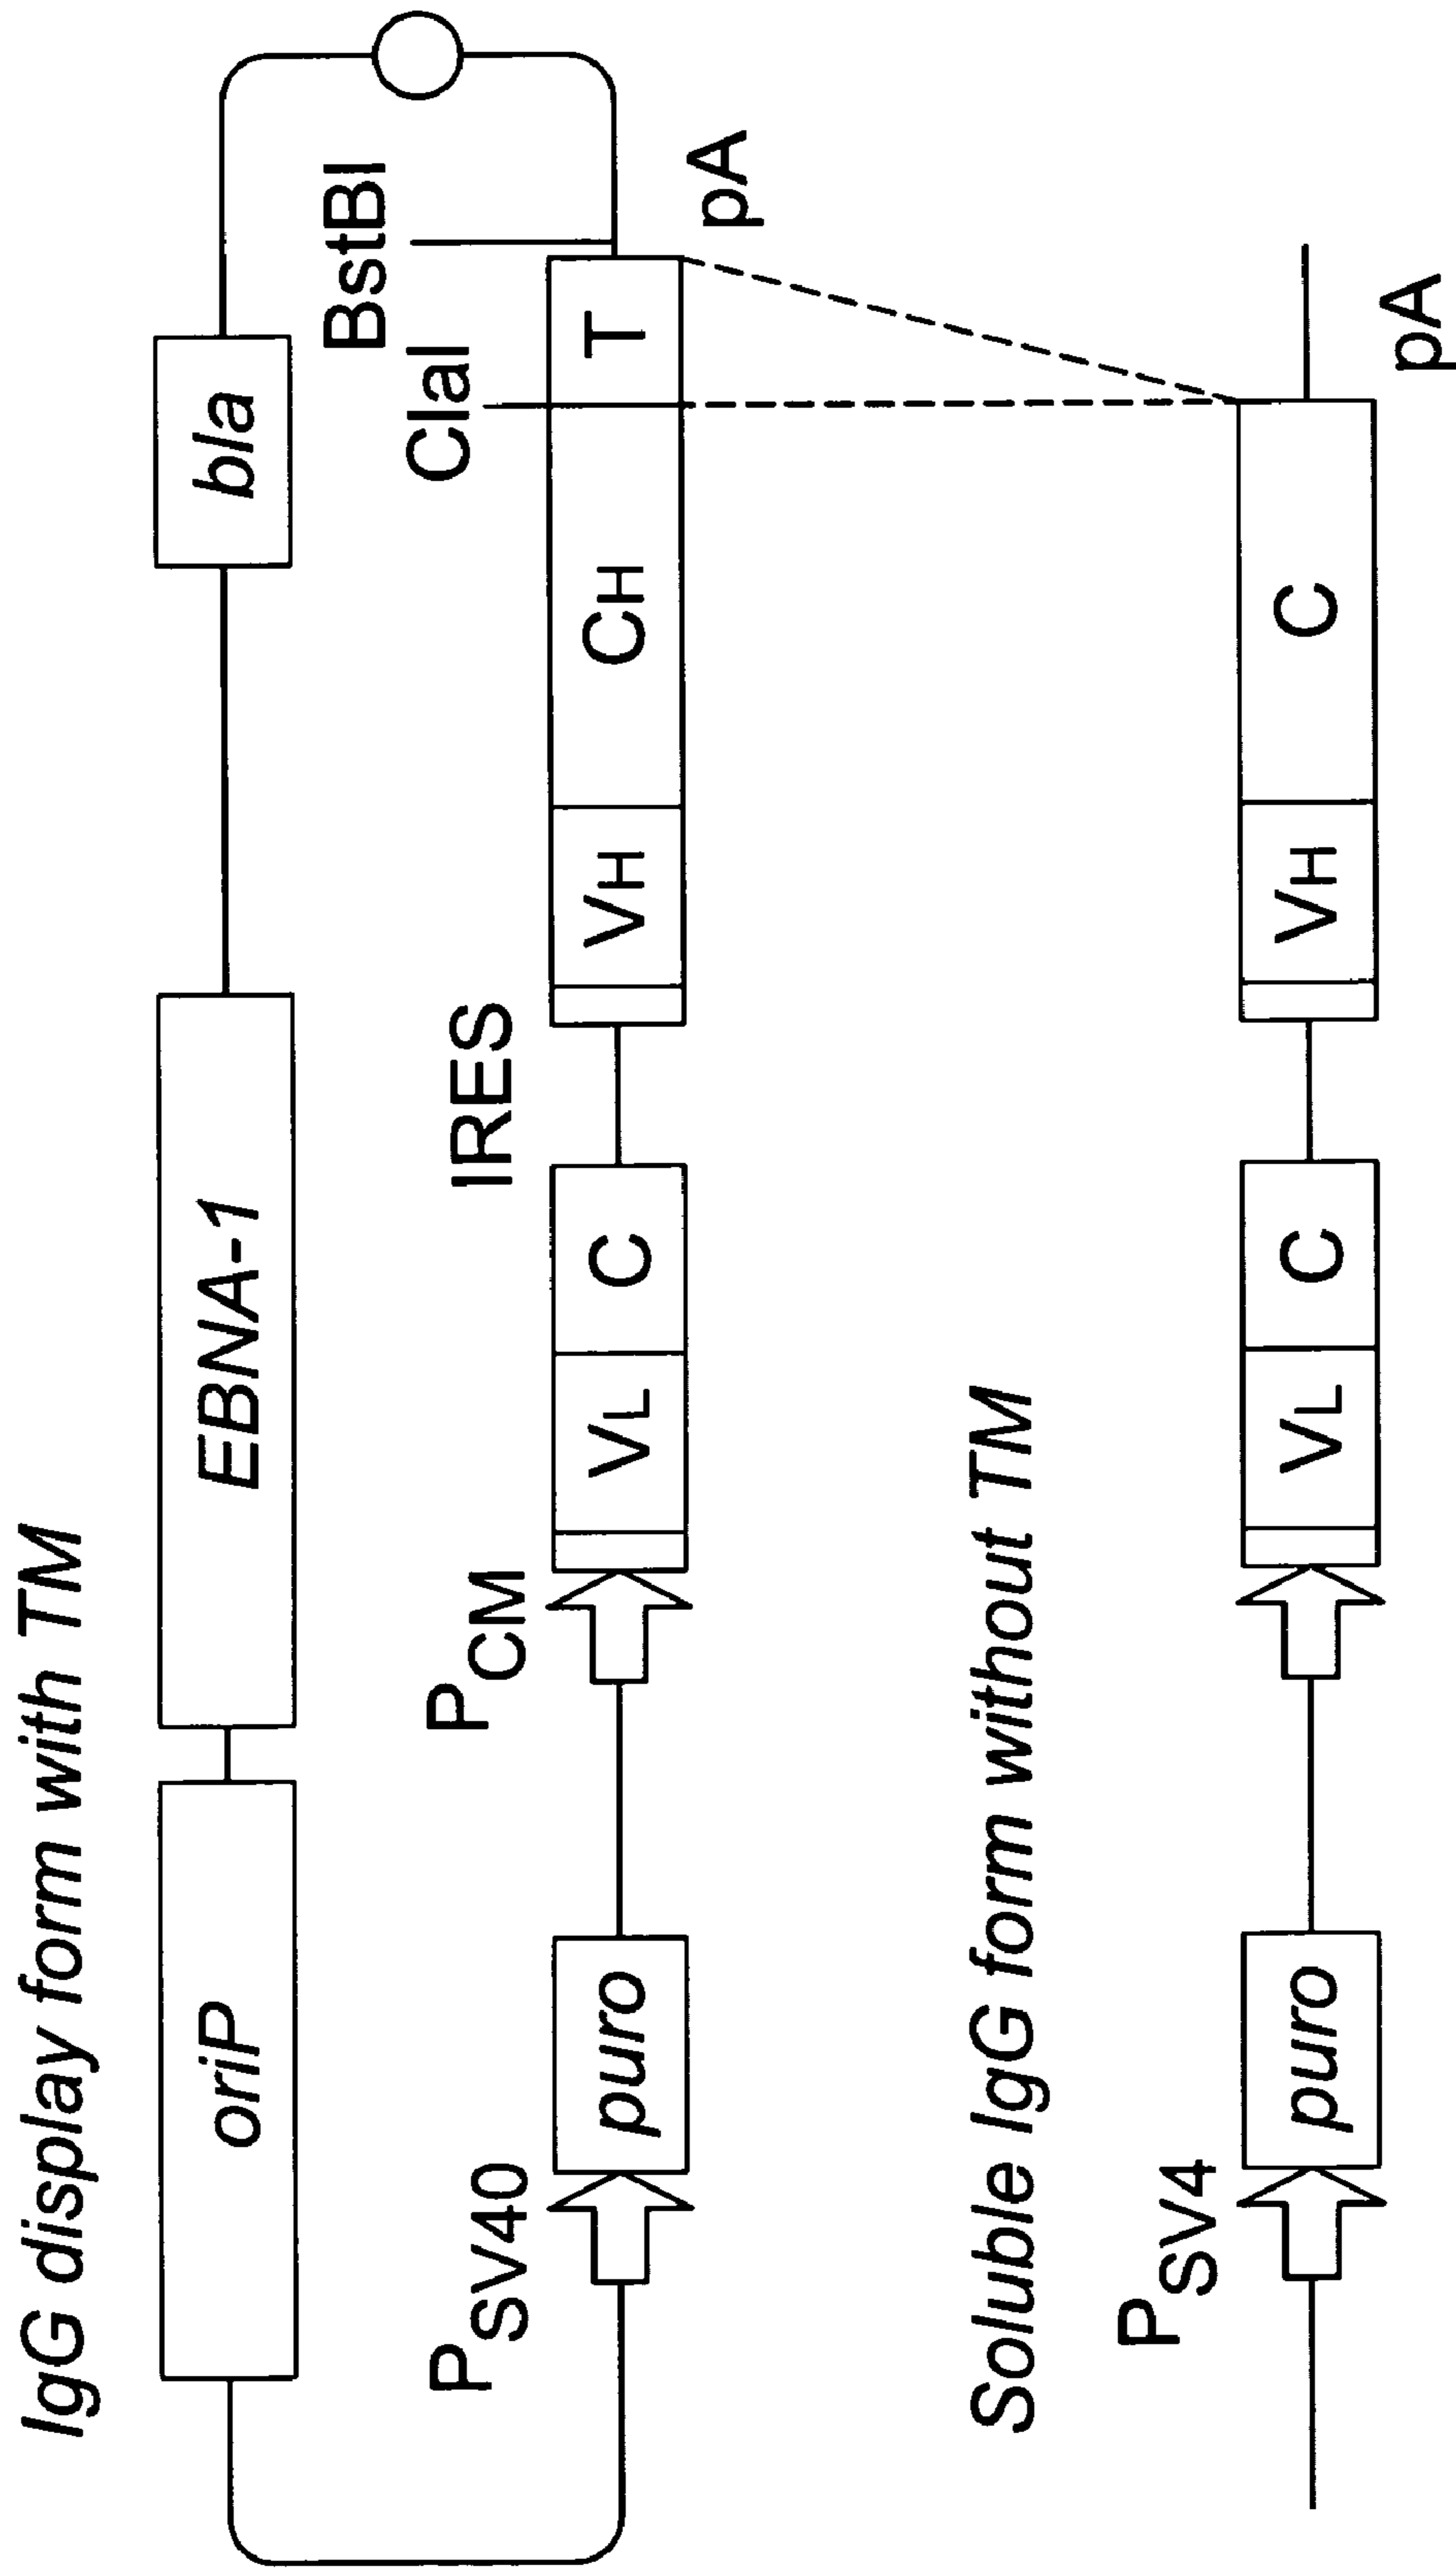 IgG display form with TM
oriP
EBNA-1
bla
BstBI
ClaI
PSV40
puro
PCM
VL
C
IRES
VH
CH
T
pA
Soluble IgG form without TM
PSV4
puro
VL
C
VH
C
pA